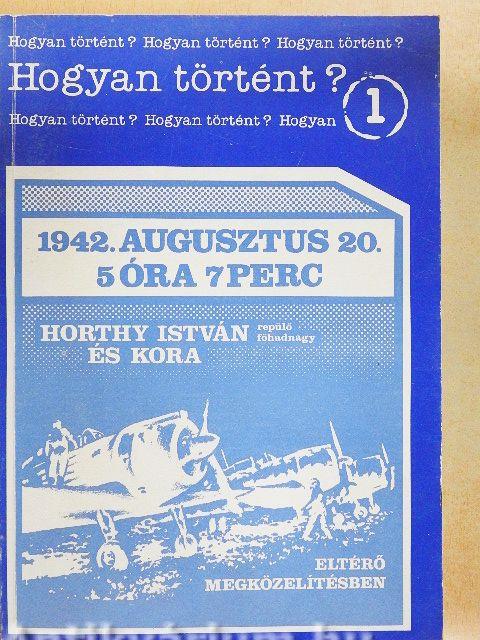 Hogyan történt? Hogyan történt? Hogyan történt?
Hogyan történt?
1
Hogyan történt? Hogyan történt? Hogyan
1942. AUGUSZTUS 20.
5 ÓRA 7 PERC
HORTHY ISTVÁN repülő
főhadnagy
ÉS KORA
ELTÉRŐ
MEGKÖZELÍTÉSBEN